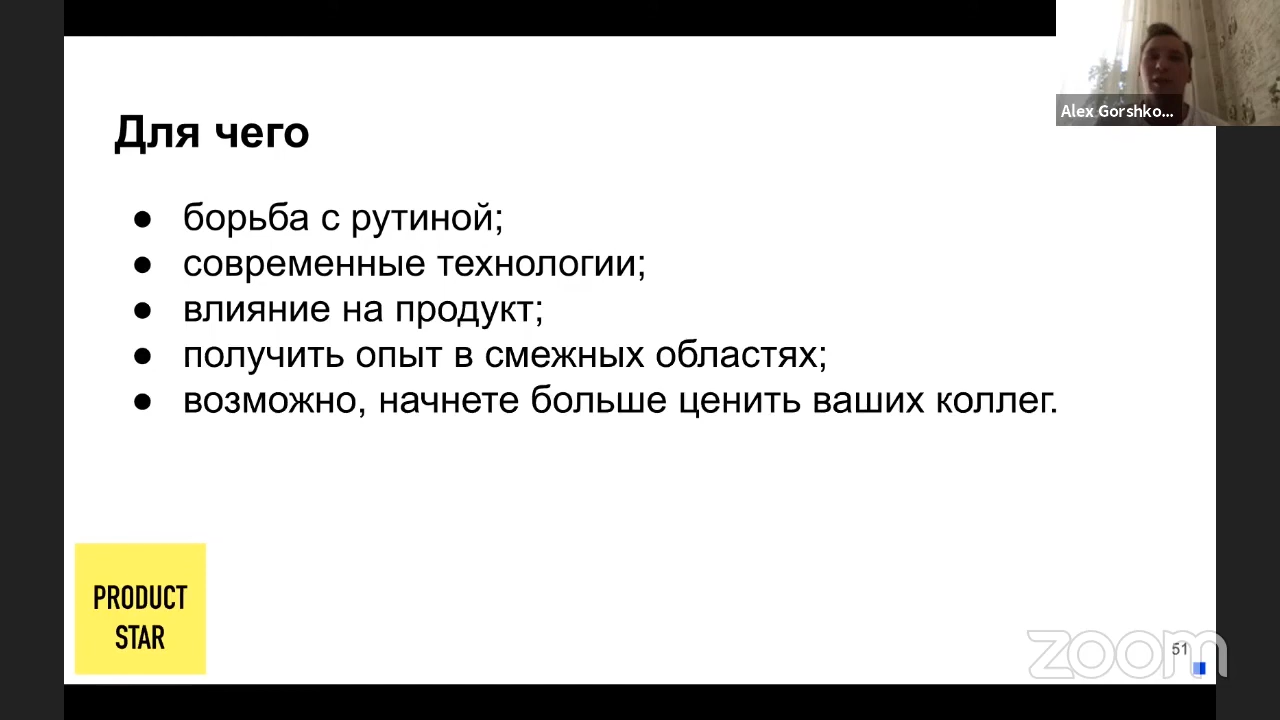 Alex Gorshko...
Для чего
● борьба с рутиной;
● современные технологии;
● влияние на продукт;
● получить опыт в смежных областях;
● возможно, начнете больше ценить ваших коллег.
PRODUCT
STAR
zoom
51